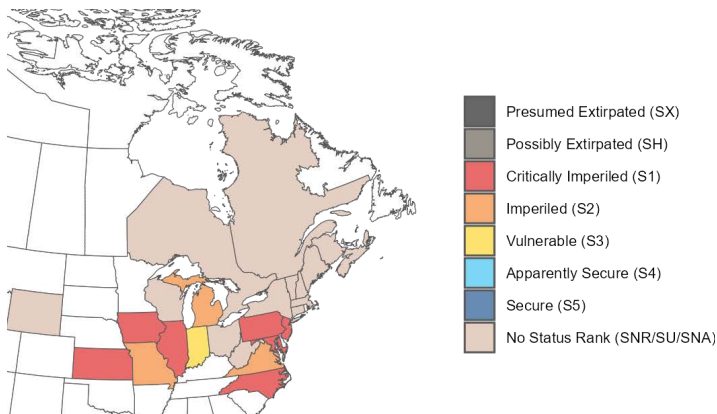 Presumed Extirpated (SX)
Possibly Extirpated (SH)
Critically Imperiled (S1)
Imperiled (S2)
Vulnerable (S3)
Apparently Secure (S4)
Secure (S5)
No Status Rank (SNR/SU/SNA)